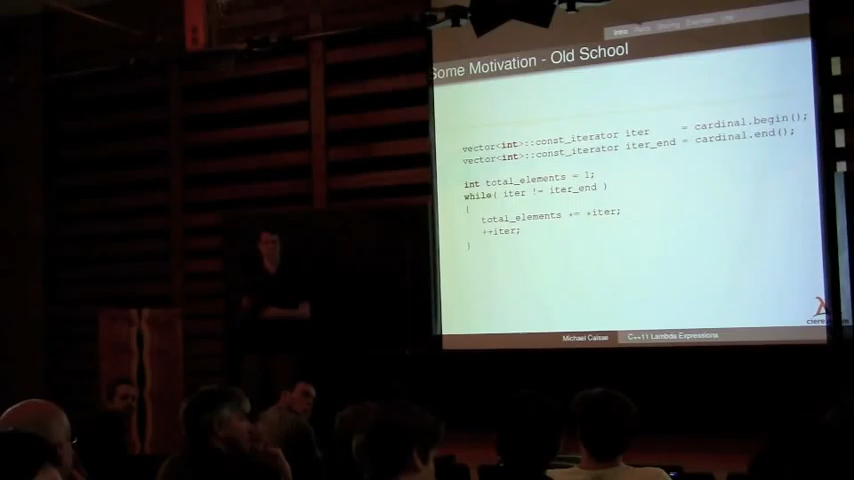 Intro
Some Motivation - Old School
vector<int>::const_iterator iter = cardinal.begin();
vector<int>::const_iterator iter_end = cardinal.end();
int total_elements = 1;
while( iter != iter_end )
{
total_elements *= *iter;
++iter;
}
Michael Caisse
C++11 Lambda Expressions